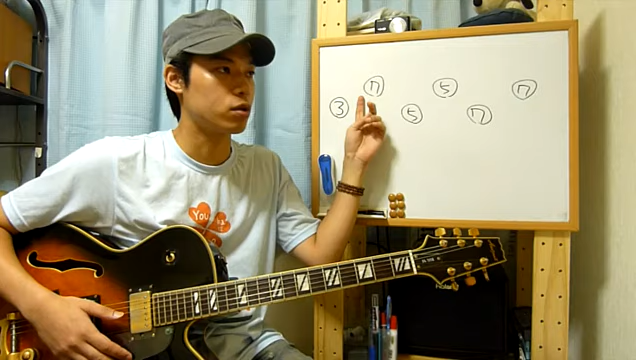 ⑦ ⑤ ⑦
③ ⑤ ⑦
You